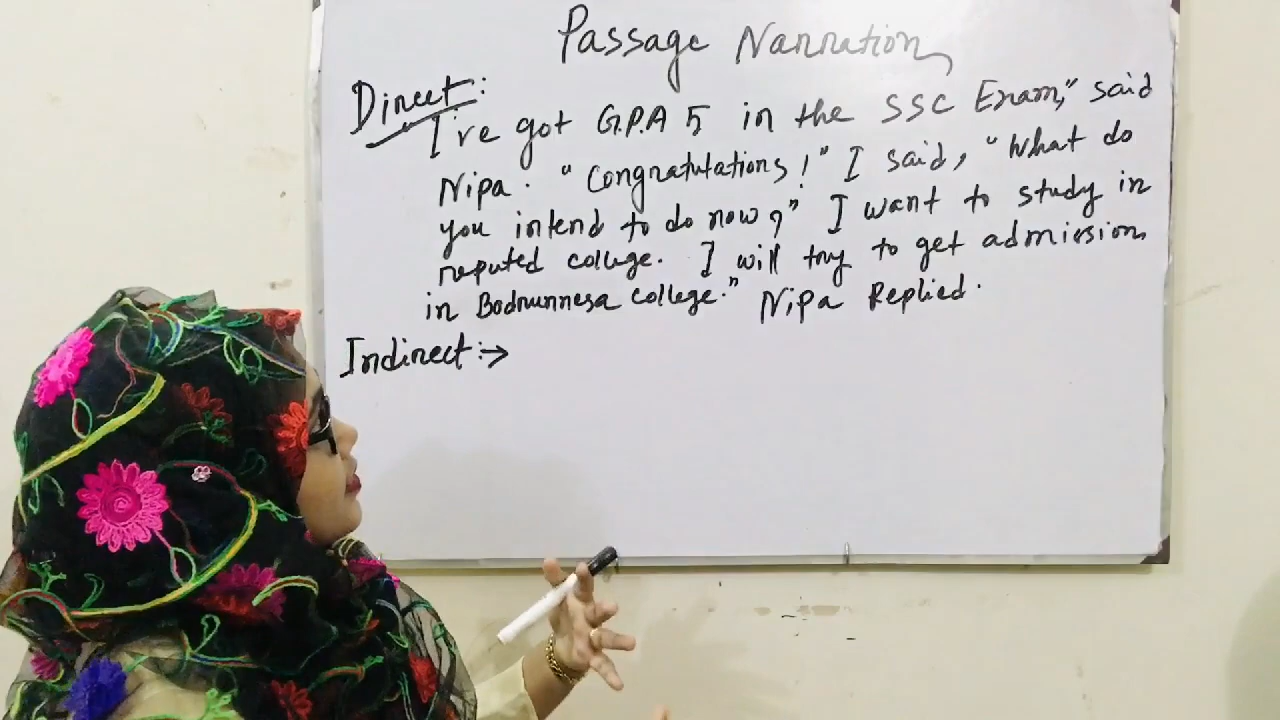 Passage Narration
Direct:
"I've got G.P.A 5 in the SSC Exam," said
Nipa. "Congratulations!" I said, "What do
you intend to do now?" I want to study in
reputed college. I will try to get admission
in Bodrunnesa college." Nipa Replied.
Indirect:→